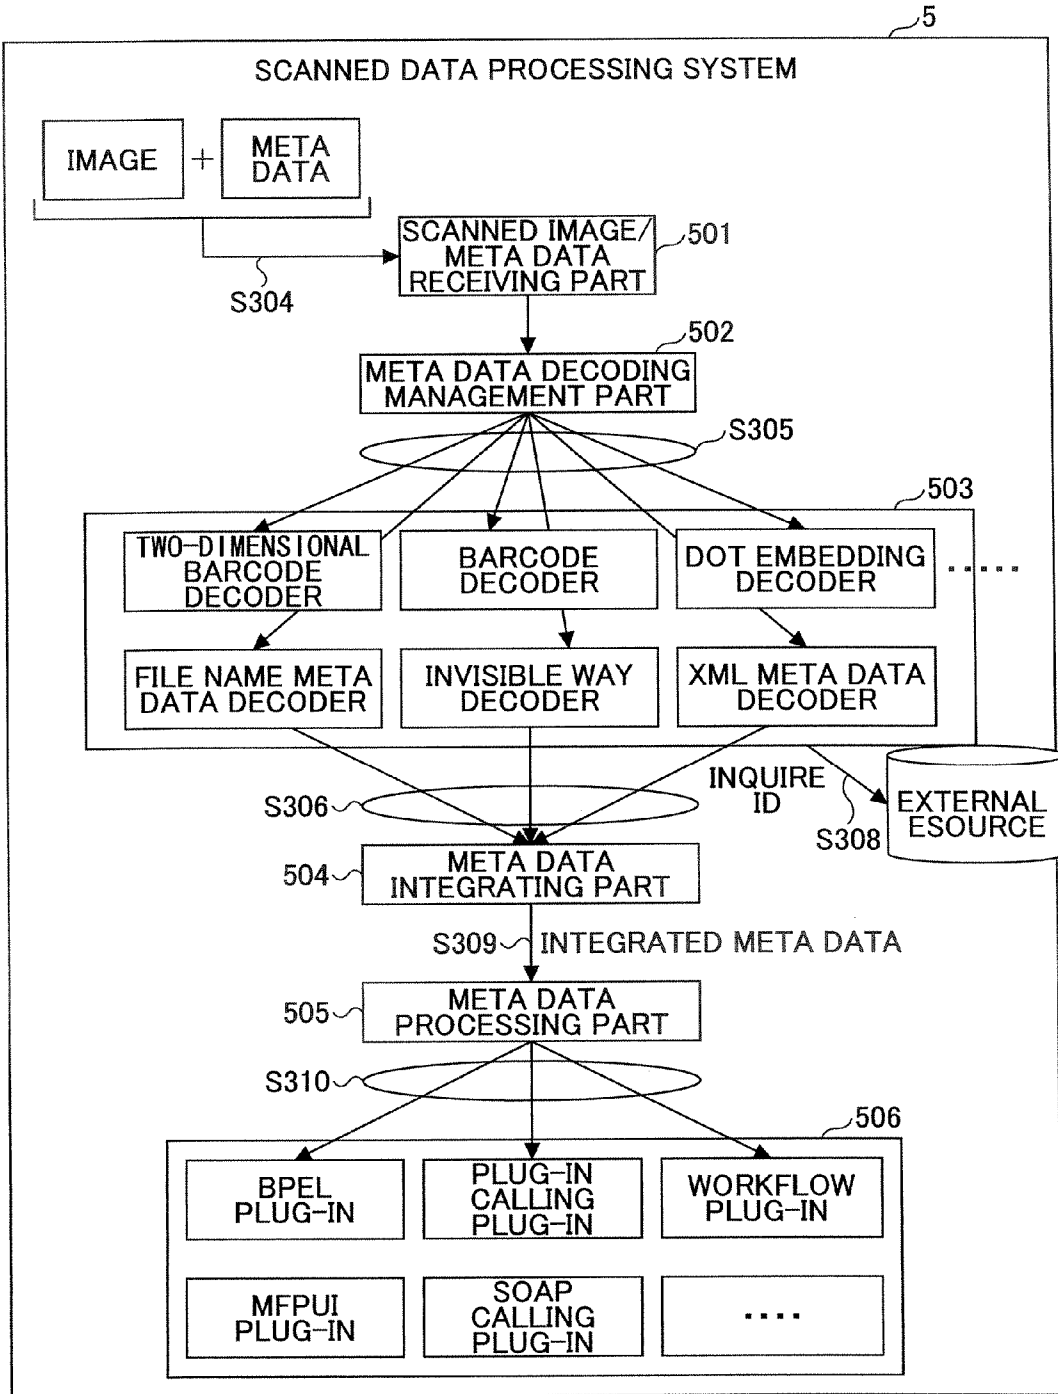 5
SCANNED DATA PROCESSING SYSTEM
IMAGE
+
META
DATA
SCANNED IMAGE/
META DATA
RECEIVING PART
501
S304
502
META DATA DECODING
MANAGEMENT PART
S305
503
TWO-DIMENSIONAL
BARCODE
DECODER
BARCODE
DECODER
DOT EMBEDDING
DECODER
.....
FILE NAME META
DATA DECODER
INVISIBLE WAY
DECODER
XML META DATA
DECODER
INQUIRE
ID
S306
S308
EXTERNAL
ESOURCE
504
META DATA
INTEGRATING PART
S309
INTEGRATED META DATA
505
META DATA
PROCESSING PART
S310
506
BPEL
PLUG-IN
PLUG-IN
CALLING
PLUG-IN
WORKFLOW
PLUG-IN
MFPUI
PLUG-IN
SOAP
CALLING
PLUG-IN
....